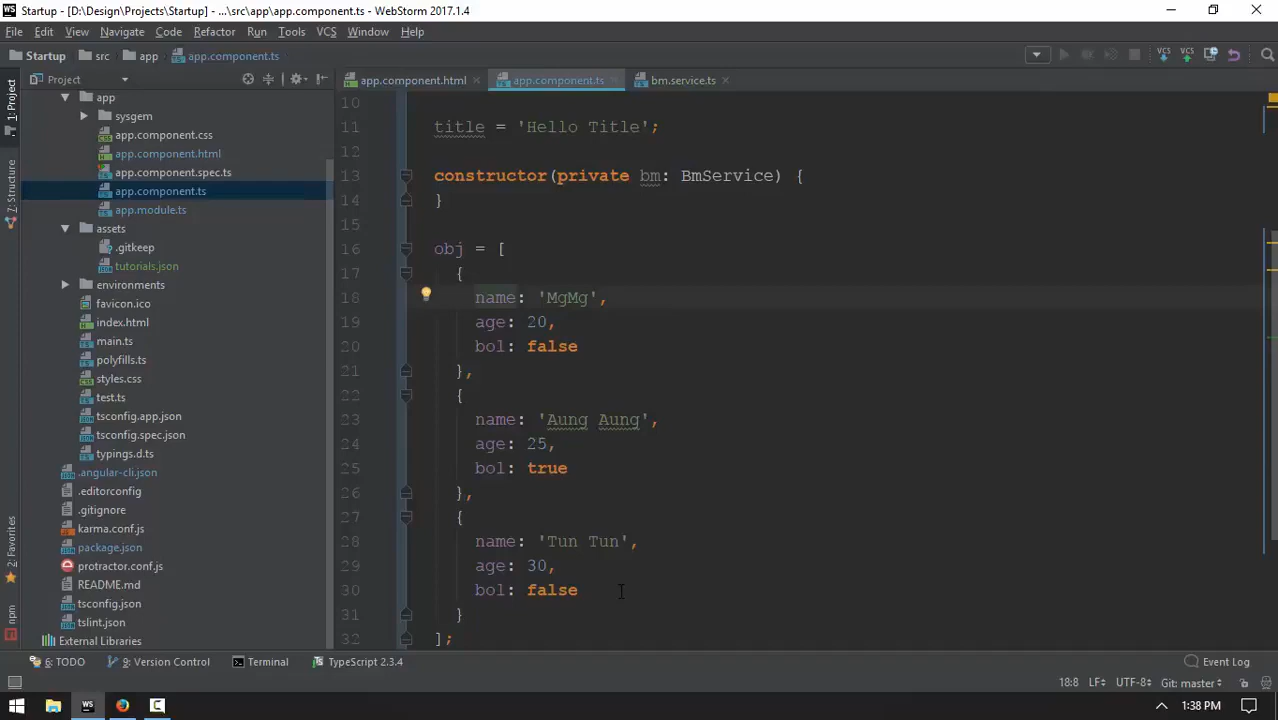 Startup - [D:\Design\Projects\Startup] - ...\src\app\app.component.ts - WebStorm 2017.1.4
File Edit View Navigate Code Refactor Run Tools VCS Window Help
Startup src app app.component.ts
VCS VCS
Project
app.component.html app.component.ts bm.service.ts
1: Project
Z: Structure
2: Favorites
npm
app
sysgem
app.component.css
app.component.html
app.component.spec.ts
app.component.ts
app.module.ts
assets
.gitkeep
tutorials.json
environments
favicon.ico
index.html
main.ts
polyfills.ts
styles.css
test.ts
tsconfig.app.json
tsconfig.spec.json
typings.d.ts
.angular-cli.json
.editorconfig
.gitignore
karma.conf.js
package.json
protractor.conf.js
README.md
tsconfig.json
tslint.json
External Libraries
10
11 title = 'Hello Title';
12
13 constructor(private bm: BmService) {
14 }
15
16 obj = [
17 {
18 name: 'MgMg',
19 age: 20,
20 bol: false
21 },
22 {
23 name: 'Aung Aung',
24 age: 25,
25 bol: true
26 },
27 {
28 name: 'Tun Tun',
29 age: 30,
30 bol: false
31 }
32 ];
6: TODO 9: Version Control Terminal TypeScript 2.3.4 Event Log
18:8 LF UTF-8 Git: master
WS 1:38 PM